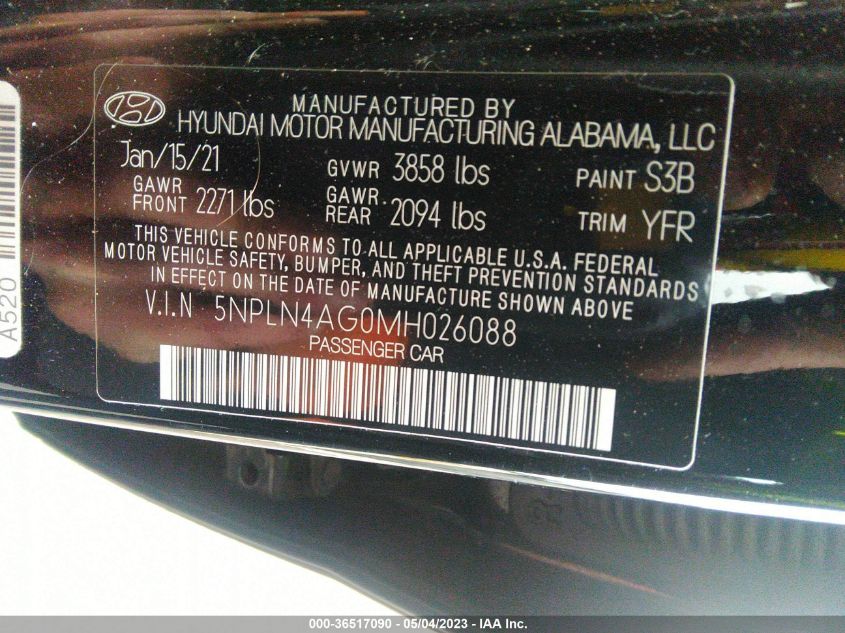 MANUFACTURED BY
HYUNDAI MOTOR MANUFACTURING ALABAMA, LLC
Jan/15/21 GVWR 3858 lbs PAINT S3B
GAWR FRONT 2271 lbs GAWR REAR 2094 lbs TRIM YFR
THIS VEHICLE CONFORMS TO ALL APPLICABLE U.S.A. FEDERAL
MOTOR VEHICLE SAFETY, BUMPER, AND THEFT PREVENTION STANDARDS
IN EFFECT ON THE DATE OF MANUFACTURE SHOWN ABOVE
V.I.N 5NPLN4AG0MH026088
PASSENGER CAR
A520
000-36517090 - 05/04/2023 - © IAA Inc.